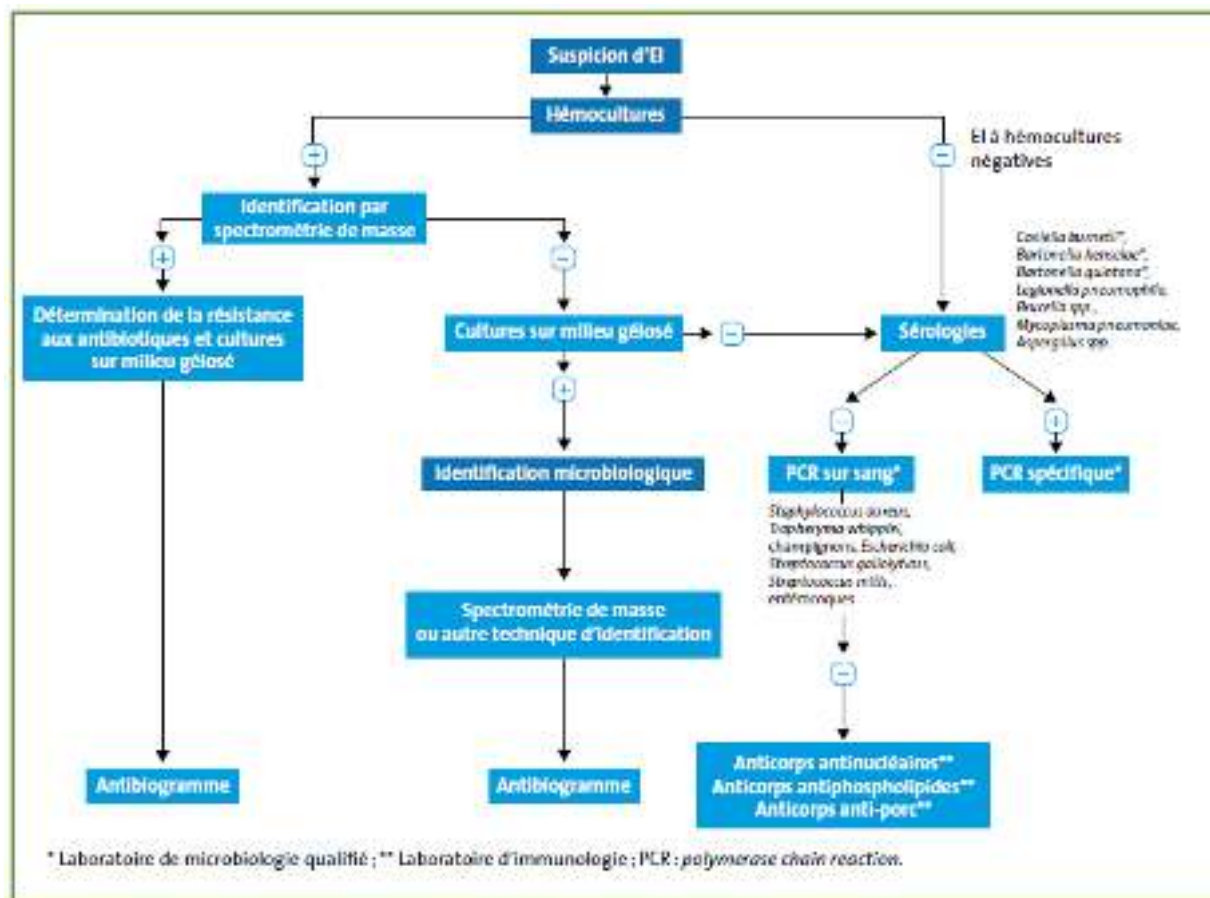 Suspicion d'EI
Hémocultures
+
−
EI à hémocultures
négatives
Identification par
spectrométrie de masse
+
−
Coxiella burnetii*,
Bartonella henselae*,
Bartonella quintana*,
Legionella pneumophila,
Brucella spp.,
Mycoplasma pneumoniae,
Aspergillus spp.
Détermination de la résistance
aux antibiotiques et cultures
sur milieu gélosé
Cultures sur milieu gélosé
−
Sérologies
+
−
+
Identification microbiologique
PCR sur sang*
PCR spécifique*
Staphylococcus aureus,
Tropheryma whipplei,
champignons, Escherichia coli,
Streptococcus gallolyticus,
Streptococcus mitis,
entérocoques
Spectrométrie de masse
ou autre technique d'identification
−
Antibiogramme
Antibiogramme
Anticorps antinucléaires**
Anticorps antiphospholipides**
Anticorps anti-porc**
* Laboratoire de microbiologie qualifié ; ** Laboratoire d'immunologie ; PCR : polymerase chain reaction.